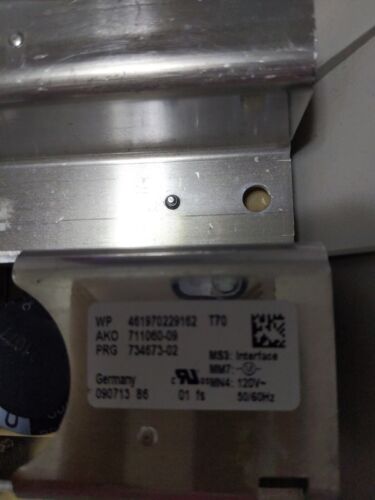 WP 461970229162 T70
AKO 711060-09
PRG 734673-02
MS3: Interface
MM7:
Germany
MN4: 120V~
090713 B6 01 fs 50/60Hz